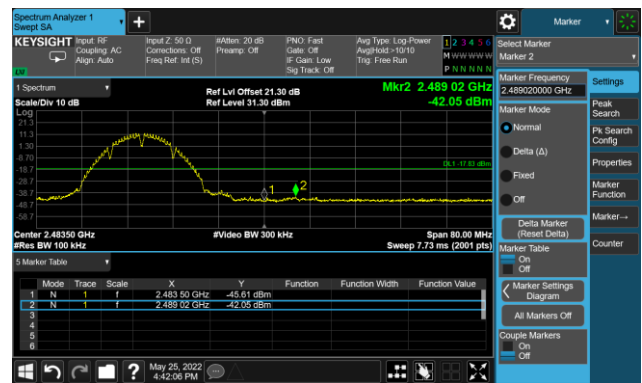 Spectrum Analyzer 1
Swept SA
Marker
KEYSIGHT
Input: RF
Coupling: AC
Align: Auto
Input Z: 50 Ω
Corrections: Off
Freq Ref: Int (S)
#Atten: 20 dB
Preamp: Off
PNO: Fast
Gate: Off
IF Gain: Low
Sig Track: Off
Avg Type: Log-Power
Avg|Hold:>10/10
Trig: Free Run
1 2 3 4 5 6
M W W W W W
P N N N N N
Select Marker
Marker 2
1 Spectrum
Scale/Div 10 dB
Log
Ref Lvl Offset 21.30 dB
Ref Level 31.30 dBm
Mkr2 2.489 02 GHz
-42.05 dBm
21.3
11.3
1.30
-8.70
-18.7
-28.7
-38.7
-48.7
-58.7
DL1 -17.63 dBm
1
2
Center 2.48350 GHz
#Res BW 100 kHz
#Video BW 300 kHz
Span 80.00 MHz
Sweep 7.73 ms (2001 pts)
5 Marker Table
Mode Trace Scale X Y Function Function Width Function Value
1 N 1 f 2.483 50 GHz -45.61 dBm
2 N 1 f 2.489 02 GHz -42.05 dBm
3
4
5
6
Marker Frequency
2.489020000 GHz
Marker Mode
Normal
Delta (Δ)
Fixed
Off
Delta Marker
(Reset Delta)
Marker Table
On
Off
Marker Settings
Diagram
All Markers Off
Couple Markers
On
Off
Settings
Peak
Search
Pk Search
Config
Properties
Marker
Function
Marker→
Counter
May 25, 2022
4:42:06 PM